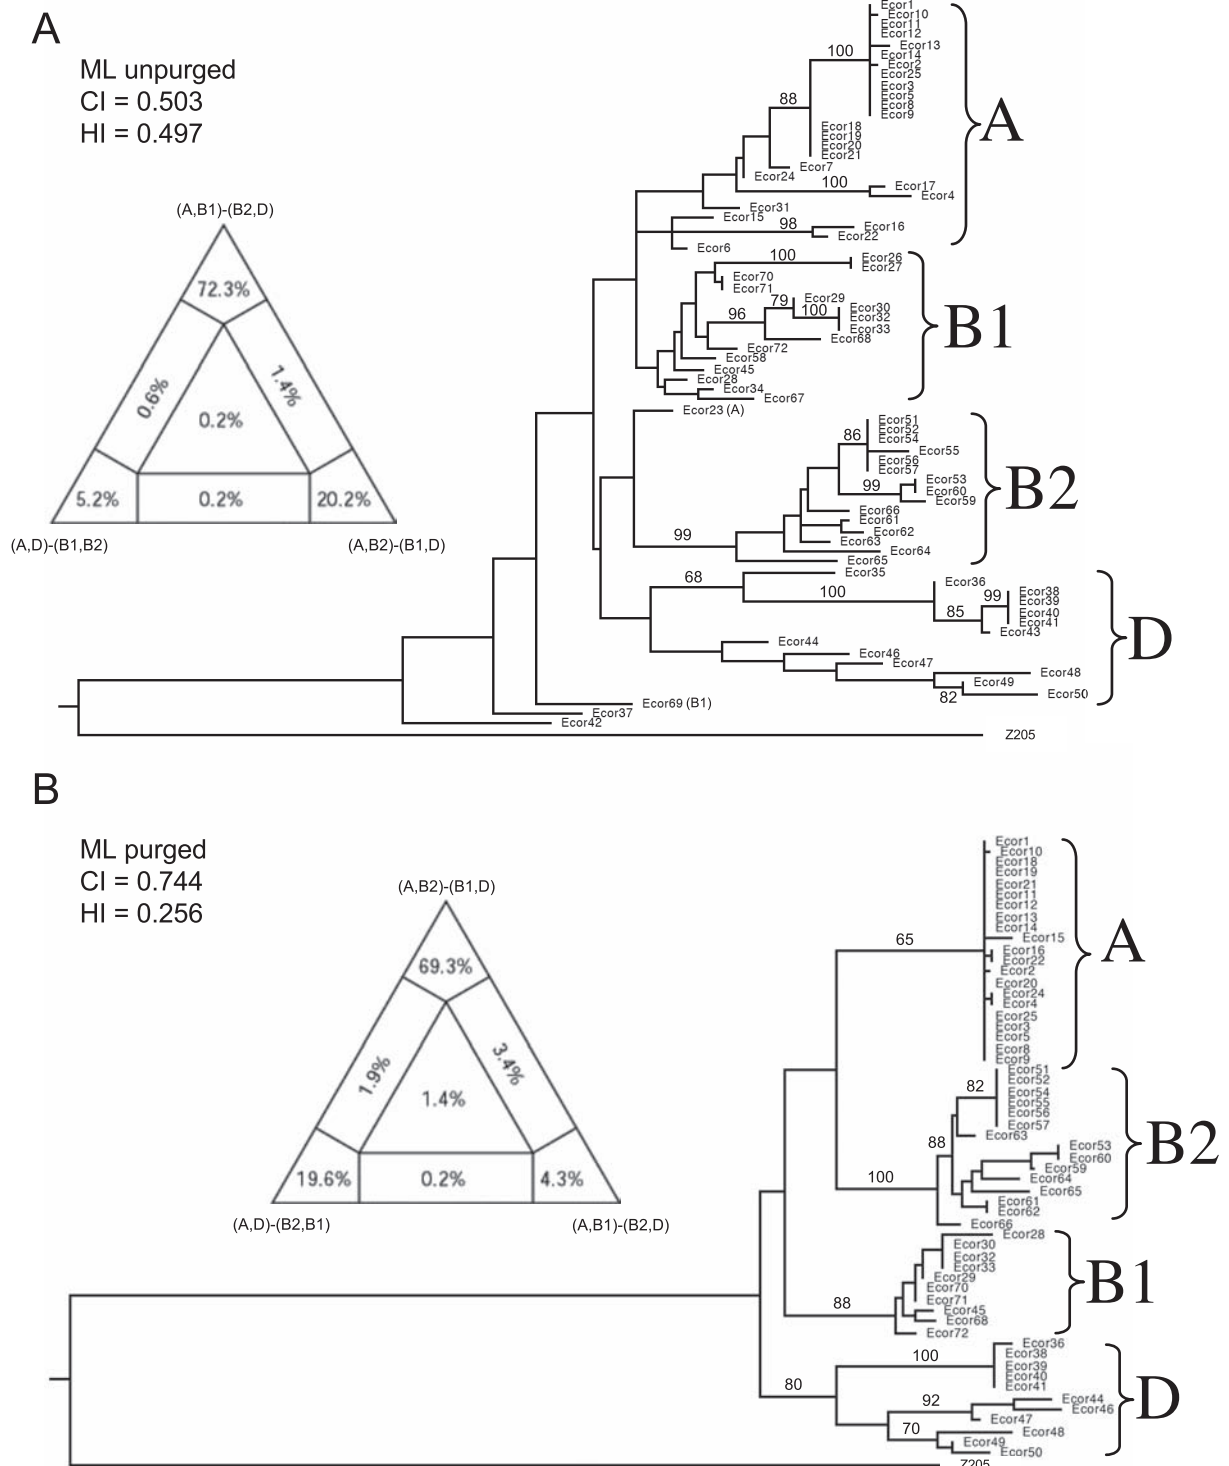 A
ML unpurged
CI = 0.503
HI = 0.497
(A,B1)-(B2,D)
72.3%
0.6%
1.4%
0.2%
5.2%
0.2%
20.2%
(A,D)-(B1,B2)
(A,B2)-(B1,D)
Ecor1
Ecor10
Ecor11
Ecor12
Ecor13
Ecor14
Ecor2
Ecor25
Ecor3
Ecor5
Ecor8
Ecor9
100
88
Ecor18
Ecor19
Ecor20
Ecor21
Ecor7
Ecor24
100
Ecor17
Ecor4
Ecor31
Ecor15
98
Ecor16
Ecor22
Ecor6
A
100
Ecor26
Ecor27
Ecor70
Ecor71
79
Ecor29
96
100
Ecor30
Ecor32
Ecor33
Ecor68
Ecor72
Ecor58
Ecor45
Ecor28
Ecor34
Ecor67
B1
Ecor23 (A)
86
Ecor51
Ecor52
Ecor54
Ecor55
Ecor56
Ecor57
99
Ecor53
Ecor60
Ecor59
Ecor66
Ecor61
Ecor62
Ecor63
99
Ecor64
Ecor65
B2
68
Ecor35
100
Ecor36
99
Ecor38
Ecor39
Ecor40
Ecor41
85
Ecor43
Ecor44
Ecor46
Ecor47
Ecor48
Ecor49
82
Ecor50
D
Ecor69 (B1)
Ecor37
Ecor42
Z205
B
ML purged
CI = 0.744
HI = 0.256
(A,B2)-(B1,D)
69.3%
1.9%
3.4%
1.4%
19.6%
0.2%
4.3%
(A,D)-(B2,B1)
(A,B1)-(B2,D)
Ecor1
Ecor10
Ecor18
Ecor19
Ecor21
Ecor11
Ecor12
Ecor13
Ecor14
65
Ecor15
Ecor16
Ecor22
Ecor2
Ecor20
Ecor24
Ecor4
Ecor25
Ecor3
Ecor5
Ecor8
Ecor9
A
Ecor51
Ecor52
82
Ecor54
Ecor55
Ecor56
Ecor57
Ecor63
88
Ecor53
Ecor60
Ecor59
100
Ecor64
Ecor65
Ecor61
Ecor62
Ecor66
B2
Ecor28
Ecor30
Ecor32
Ecor33
Ecor29
Ecor70
88
Ecor71
Ecor45
Ecor68
Ecor72
B1
Ecor36
100
Ecor38
Ecor39
Ecor40
Ecor41
80
92
Ecor44
Ecor46
Ecor47
70
Ecor48
Ecor49
Ecor50
D
Z205